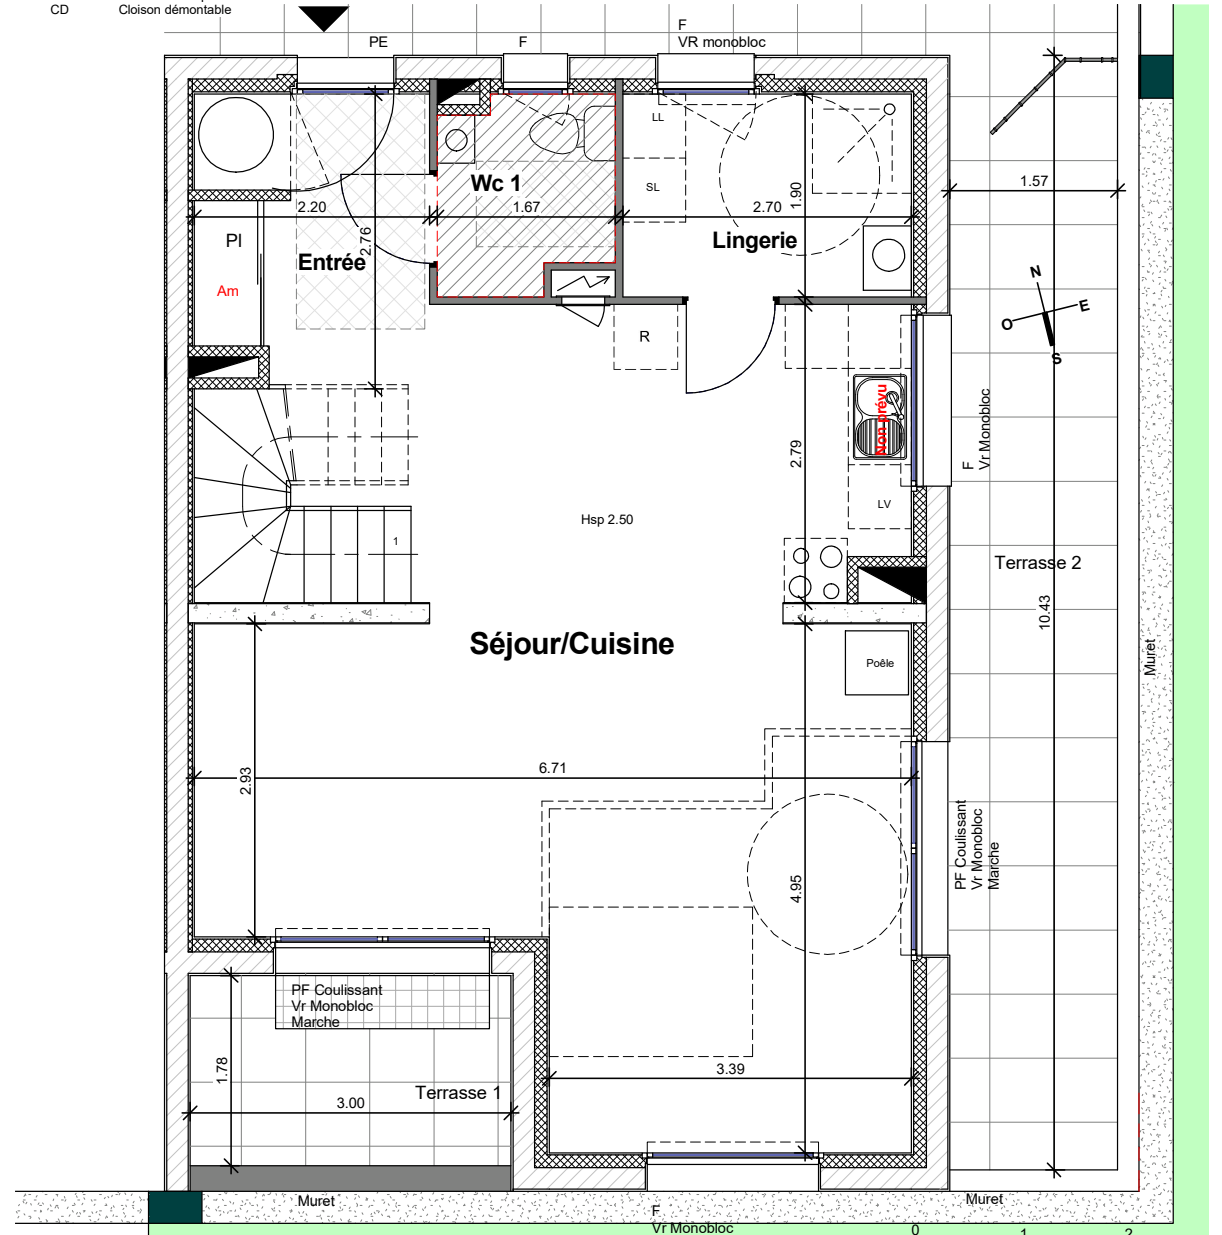 CD Cloison démontable
PE
F
F
VR monobloc
LL
SL
Wc 1
2.20
1.67
2.70
1.90
1.57
Pl
Am
Entrée
2.76
Lingerie
N
E
O
S
R
Non prévu
F
Vr Monobloc
2.79
LV
Hsp 2.50
1
Terrasse 2
10.43
Séjour/Cuisine
Poêle
Muret
2.93
6.71
4.95
PF Coulissant
Vr Monobloc
Marche
PF Coulissant
Vr Monobloc
Marche
1.78
3.39
Terrasse 1
3.00
Muret
Muret
F
Vr Monobloc
0 1 2